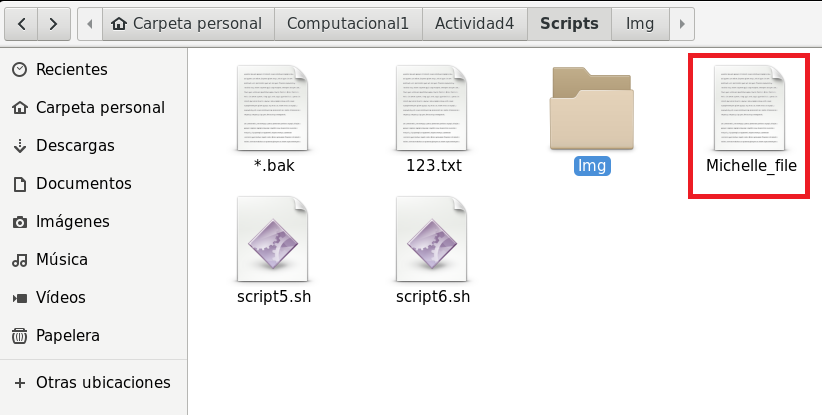 Carpeta personal
Computacional1
Actividad4
Scripts
Img
Recientes
Carpeta personal
Descargas
Documentos
Imágenes
Música
Vídeos
Papelera
Otras ubicaciones
*.bak
123.txt
Img
Michelle_file
script5.sh
script6.sh